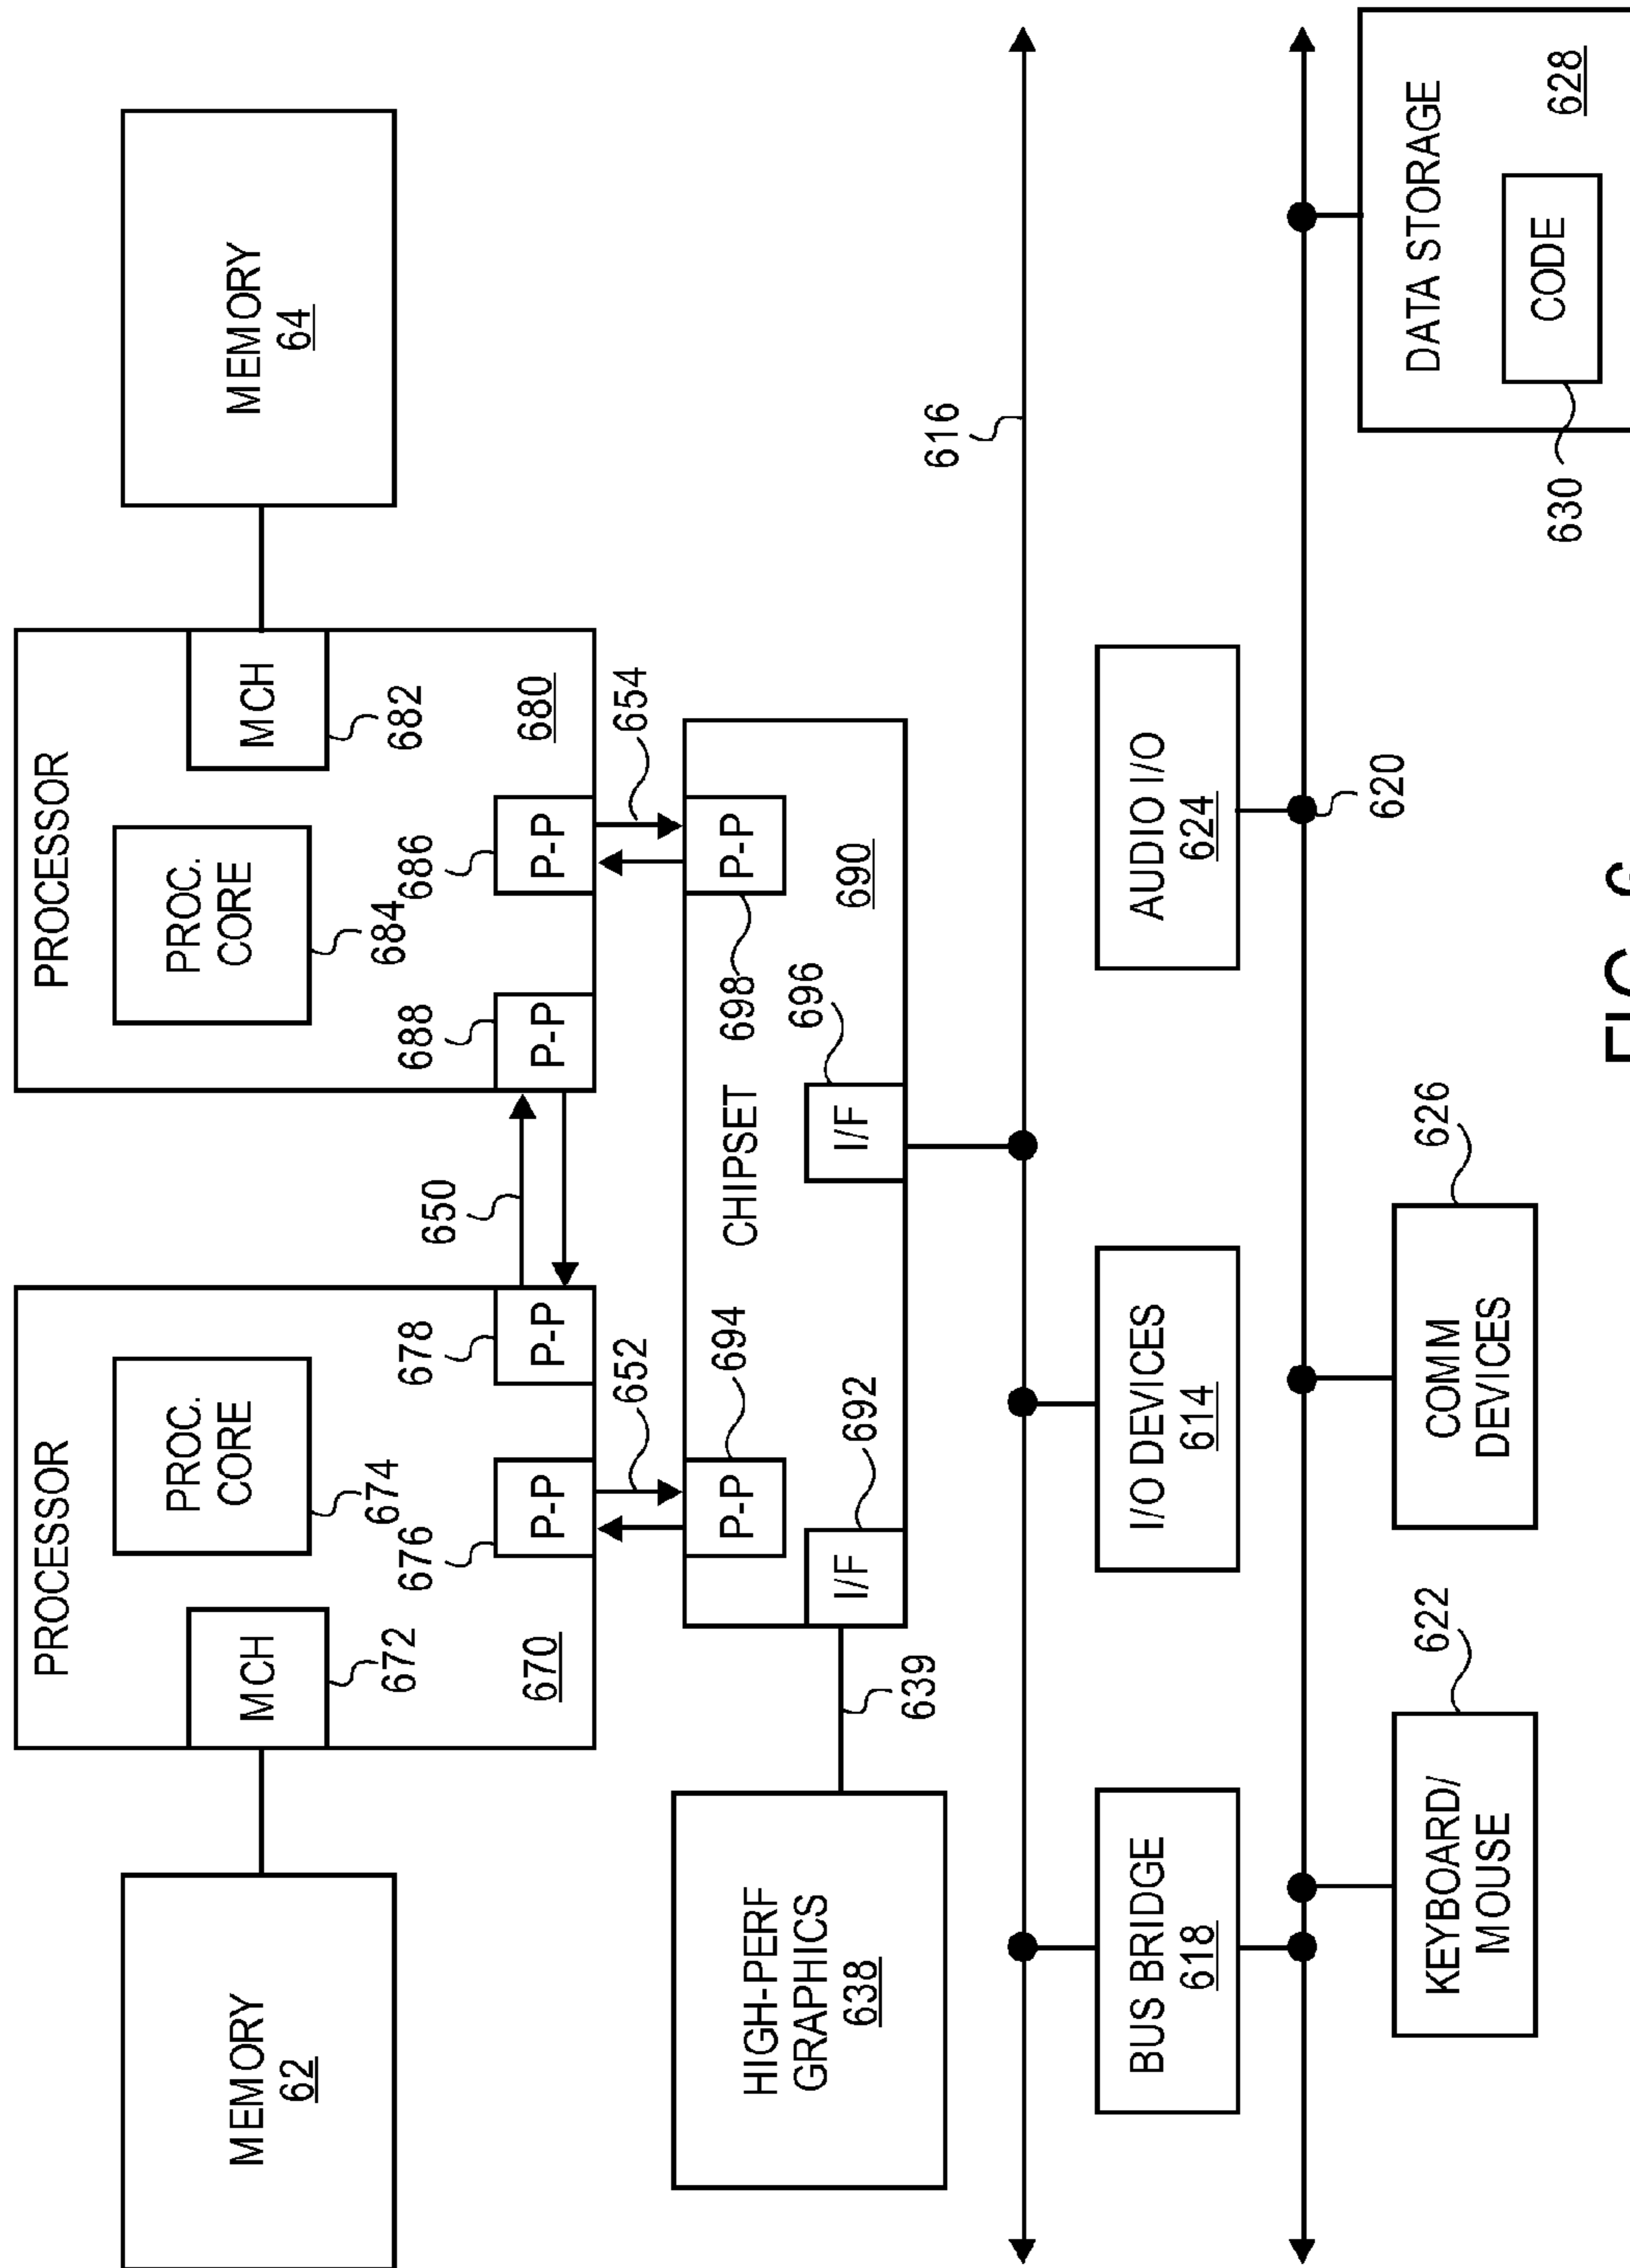 PROCESSOR
PROCESSOR
MEMORY
62
MCH
672
PROC.
CORE
674
670
676
P-P
678
P-P
650
688
P-P
PROC.
CORE
684
686
P-P
MCH
682
680
MEMORY
64
652
654
HIGH-PERF
GRAPHICS
638
639
P-P
694
I/F
692
CHIPSET
I/F
696
698
P-P
690
616
BUS BRIDGE
618
I/O DEVICES
614
AUDIO I/O
624
620
KEYBOARD/
MOUSE
622
COMM
DEVICES
626
DATA STORAGE
CODE
628
630